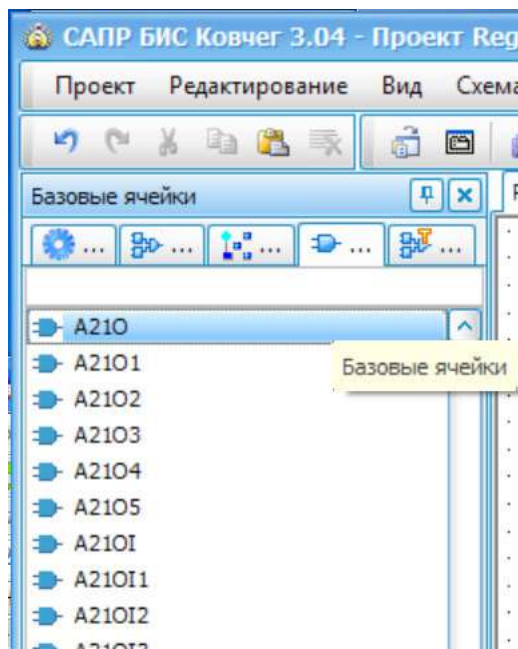 САПР БИС Ковчег 3.04 - Проект Reg
Проект Редактирование Вид Схема
Базовые ячейки
... ... ... ... ...
A21O
A21O1
A21O2
A21O3
A21O4
A21O5
A21OI
A21OI1
A21OI2
A21OI3
Базовые ячейки